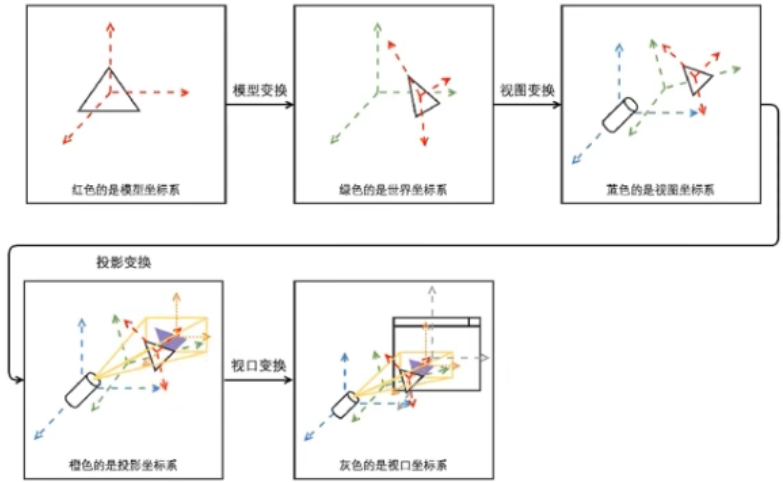 模型变换
视图变换
红色的是模型坐标系
绿色的是世界坐标系
蓝色的是视图坐标系
投影变换
视口变换
橙色的是投影坐标系
灰色的是视口坐标系